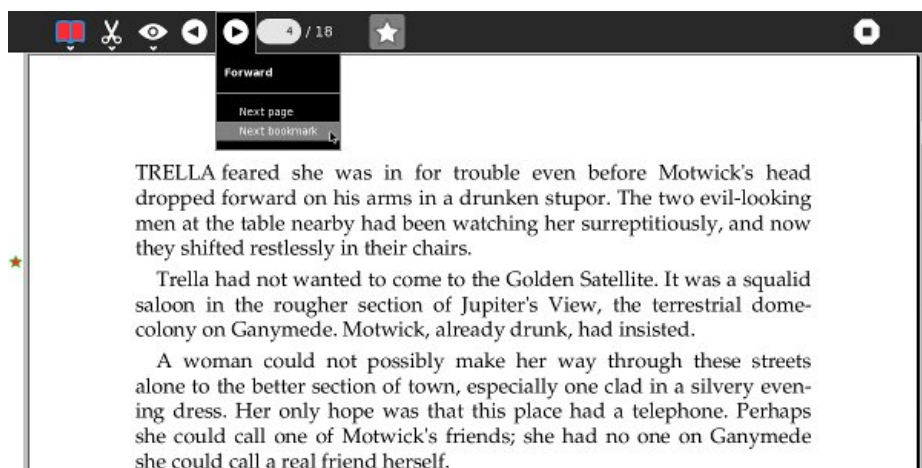 4 / 18
Forward
Next page
Next bookmark
TRELLA feared she was in for trouble even before Motwick's head
dropped forward on his arms in a drunken stupor. The two evil-looking
men at the table nearby had been watching her surreptitiously, and now
they shifted restlessly in their chairs.
Trella had not wanted to come to the Golden Satellite. It was a squalid
saloon in the rougher section of Jupiter's View, the terrestrial dome-
colony on Ganymede. Motwick, already drunk, had insisted.
A woman could not possibly make her way through these streets
alone to the better section of town, especially one clad in a silvery even-
ing dress. Her only hope was that this place had a telephone. Perhaps
she could call one of Motwick's friends; she had no one on Ganymede
she could call a real friend herself.